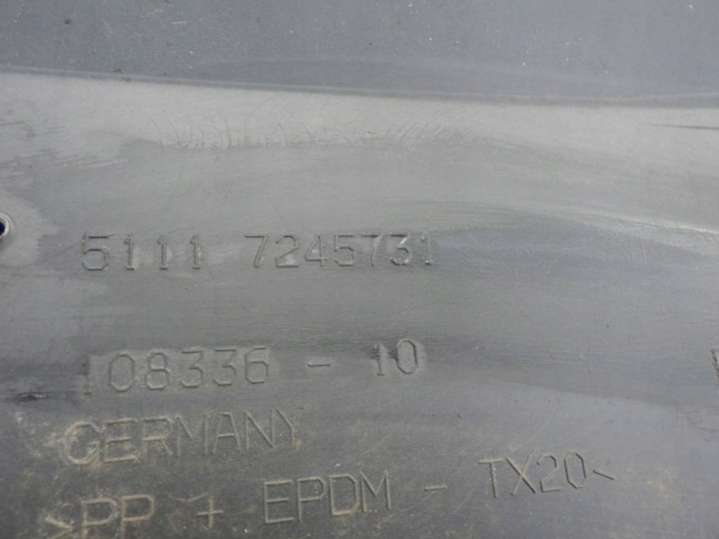 5111 7245731
108336 - 10
GERMANY
>PP + EPDM - TX20<